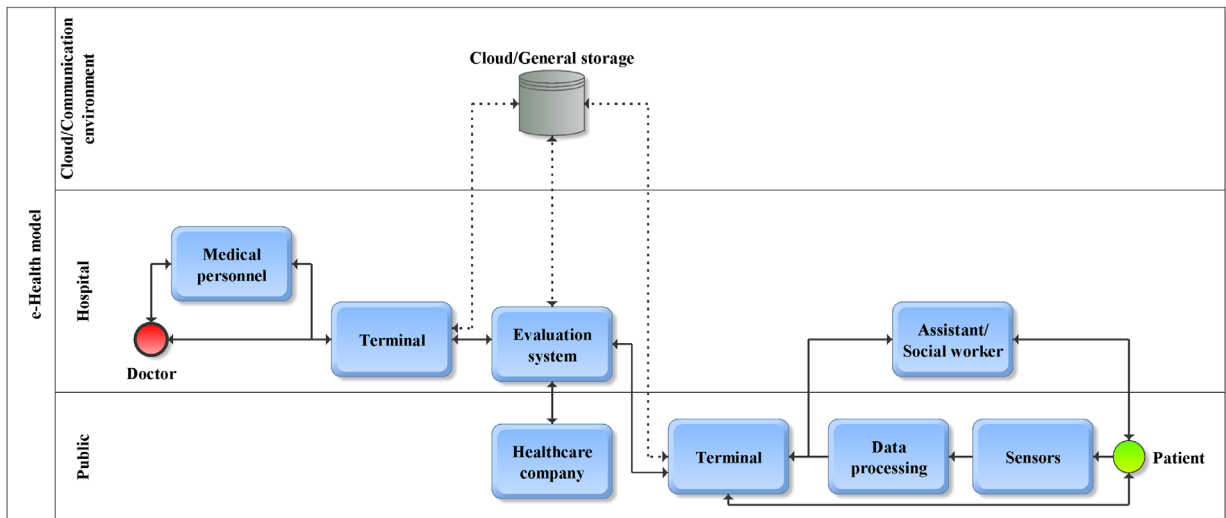 e-Health model
Cloud/Communication
environment
Cloud/General storage
Hospital
Medical
personnel
Doctor
Terminal
Evaluation
system
Assistant/
Social worker
Public
Healthcare
company
Terminal
Data
processing
Sensors
Patient